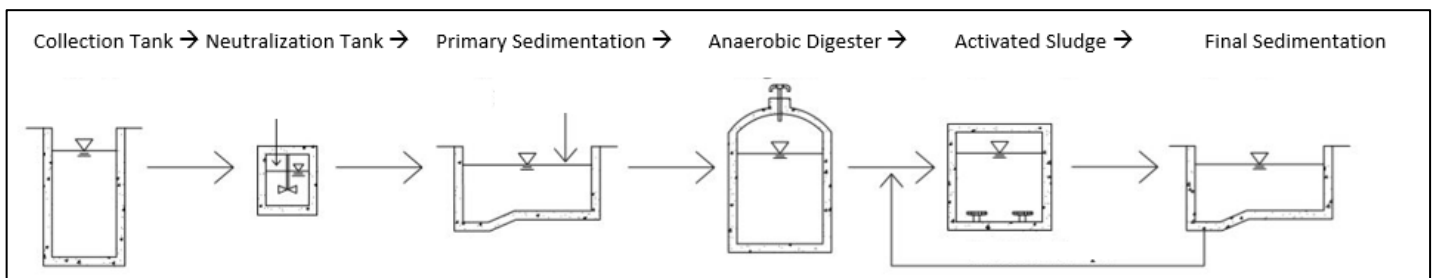 Collection Tank → Neutralization Tank → Primary Sedimentation → Anaerobic Digester → Activated Sludge → Final Sedimentation